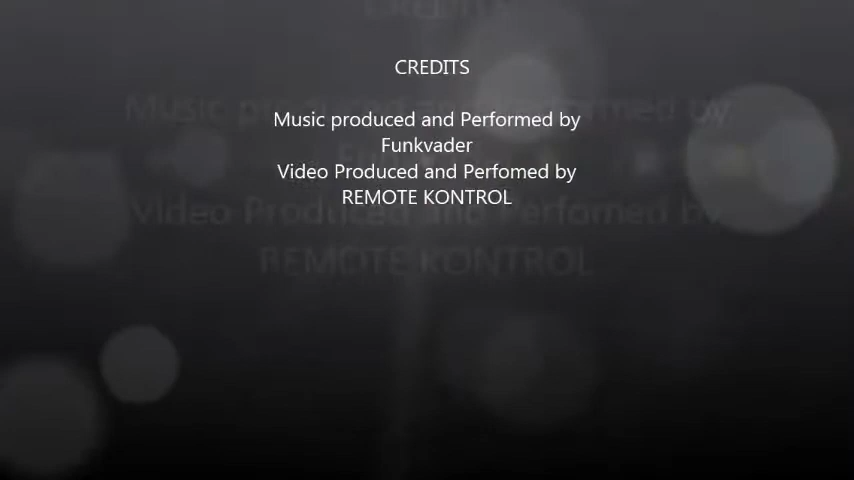 CREDITS
Music produced and Performed by
Funkvader
Video Produced and Perfomed by
REMOTE KONTROL